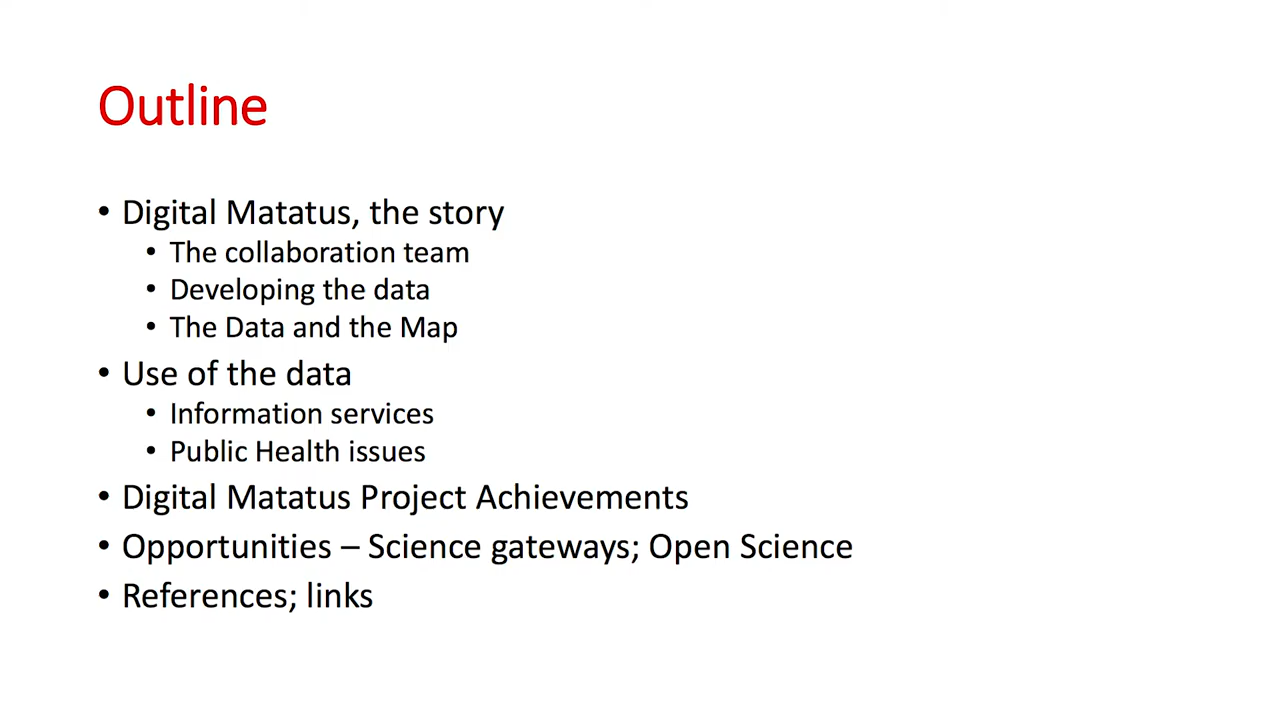 Outline
• Digital Matatus, the story
• The collaboration team
• Developing the data
• The Data and the Map
• Use of the data
• Information services
• Public Health issues
• Digital Matatus Project Achievements
• Opportunities – Science gateways; Open Science
• References; links